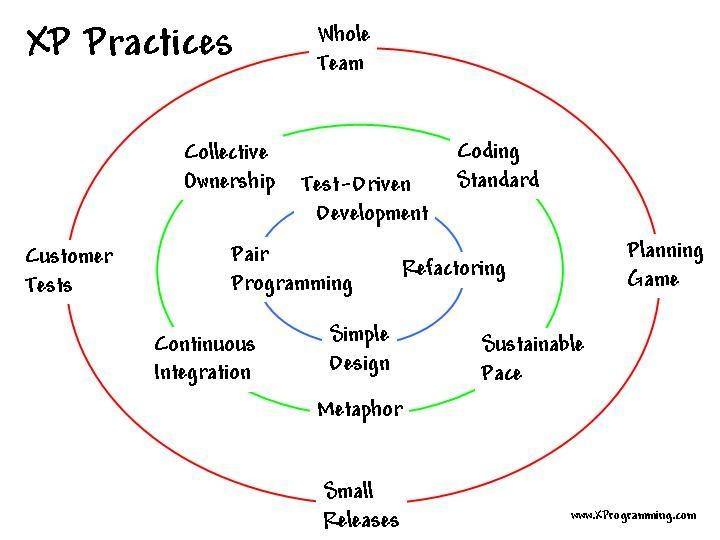 XP Practices
Whole
Team
Collective
Ownership
Coding
Standard
Test-Driven
Development
Customer
Tests
Pair
Programming
Refactoring
Planning
Game
Continuous
Integration
Simple
Design
Sustainable
Pace
Metaphor
Small
Releases
www.XProgramming.com